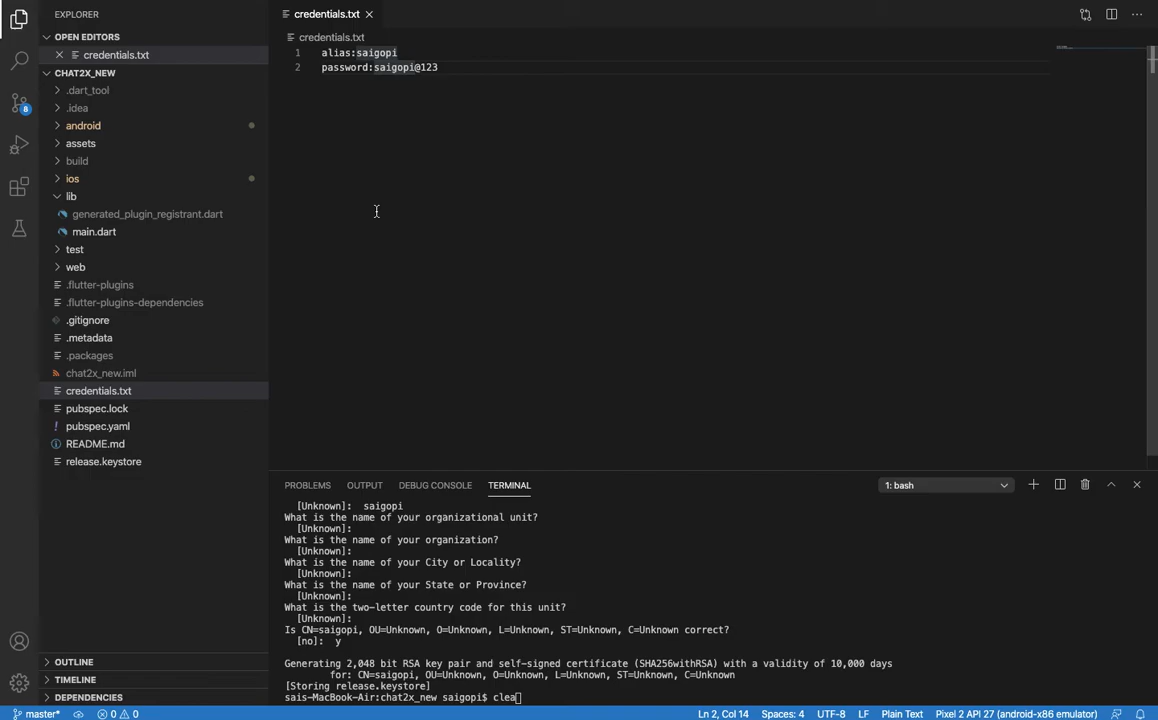 EXPLORER
OPEN EDITORS
credentials.txt
CHAT2X_NEW
.dart_tool
.idea
android
assets
build
ios
lib
generated_plugin_registrant.dart
main.dart
test
web
.flutter-plugins
.flutter-plugins-dependencies
.gitignore
.metadata
.packages
chat2x_new.iml
credentials.txt
pubspec.lock
! pubspec.yaml
README.md
release.keystore
OUTLINE
TIMELINE
DEPENDENCIES
8
credentials.txt
credentials.txt
1 alias:saigopi
2 password:saigopi@123
PROBLEMS OUTPUT DEBUG CONSOLE TERMINAL 1: bash
[Unknown]: saigopi
What is the name of your organizational unit?
[Unknown]:
What is the name of your organization?
[Unknown]:
What is the name of your City or Locality?
[Unknown]:
What is the name of your State or Province?
[Unknown]:
What is the two-letter country code for this unit?
[Unknown]:
Is CN=saigopi, OU=Unknown, O=Unknown, L=Unknown, ST=Unknown, C=Unknown correct?
[no]: y
Generating 2,048 bit RSA key pair and self-signed certificate (SHA256withRSA) with a validity of 10,000 days
for: CN=saigopi, OU=Unknown, O=Unknown, L=Unknown, ST=Unknown, C=Unknown
[Storing release.keystore]
sais-MacBook-Air:chat2x_new saigopi$ clea
master* 0 0 Ln 2, Col 14 Spaces: 4 UTF-8 LF Plain Text Pixel 2 API 27 (android-x86 emulator)